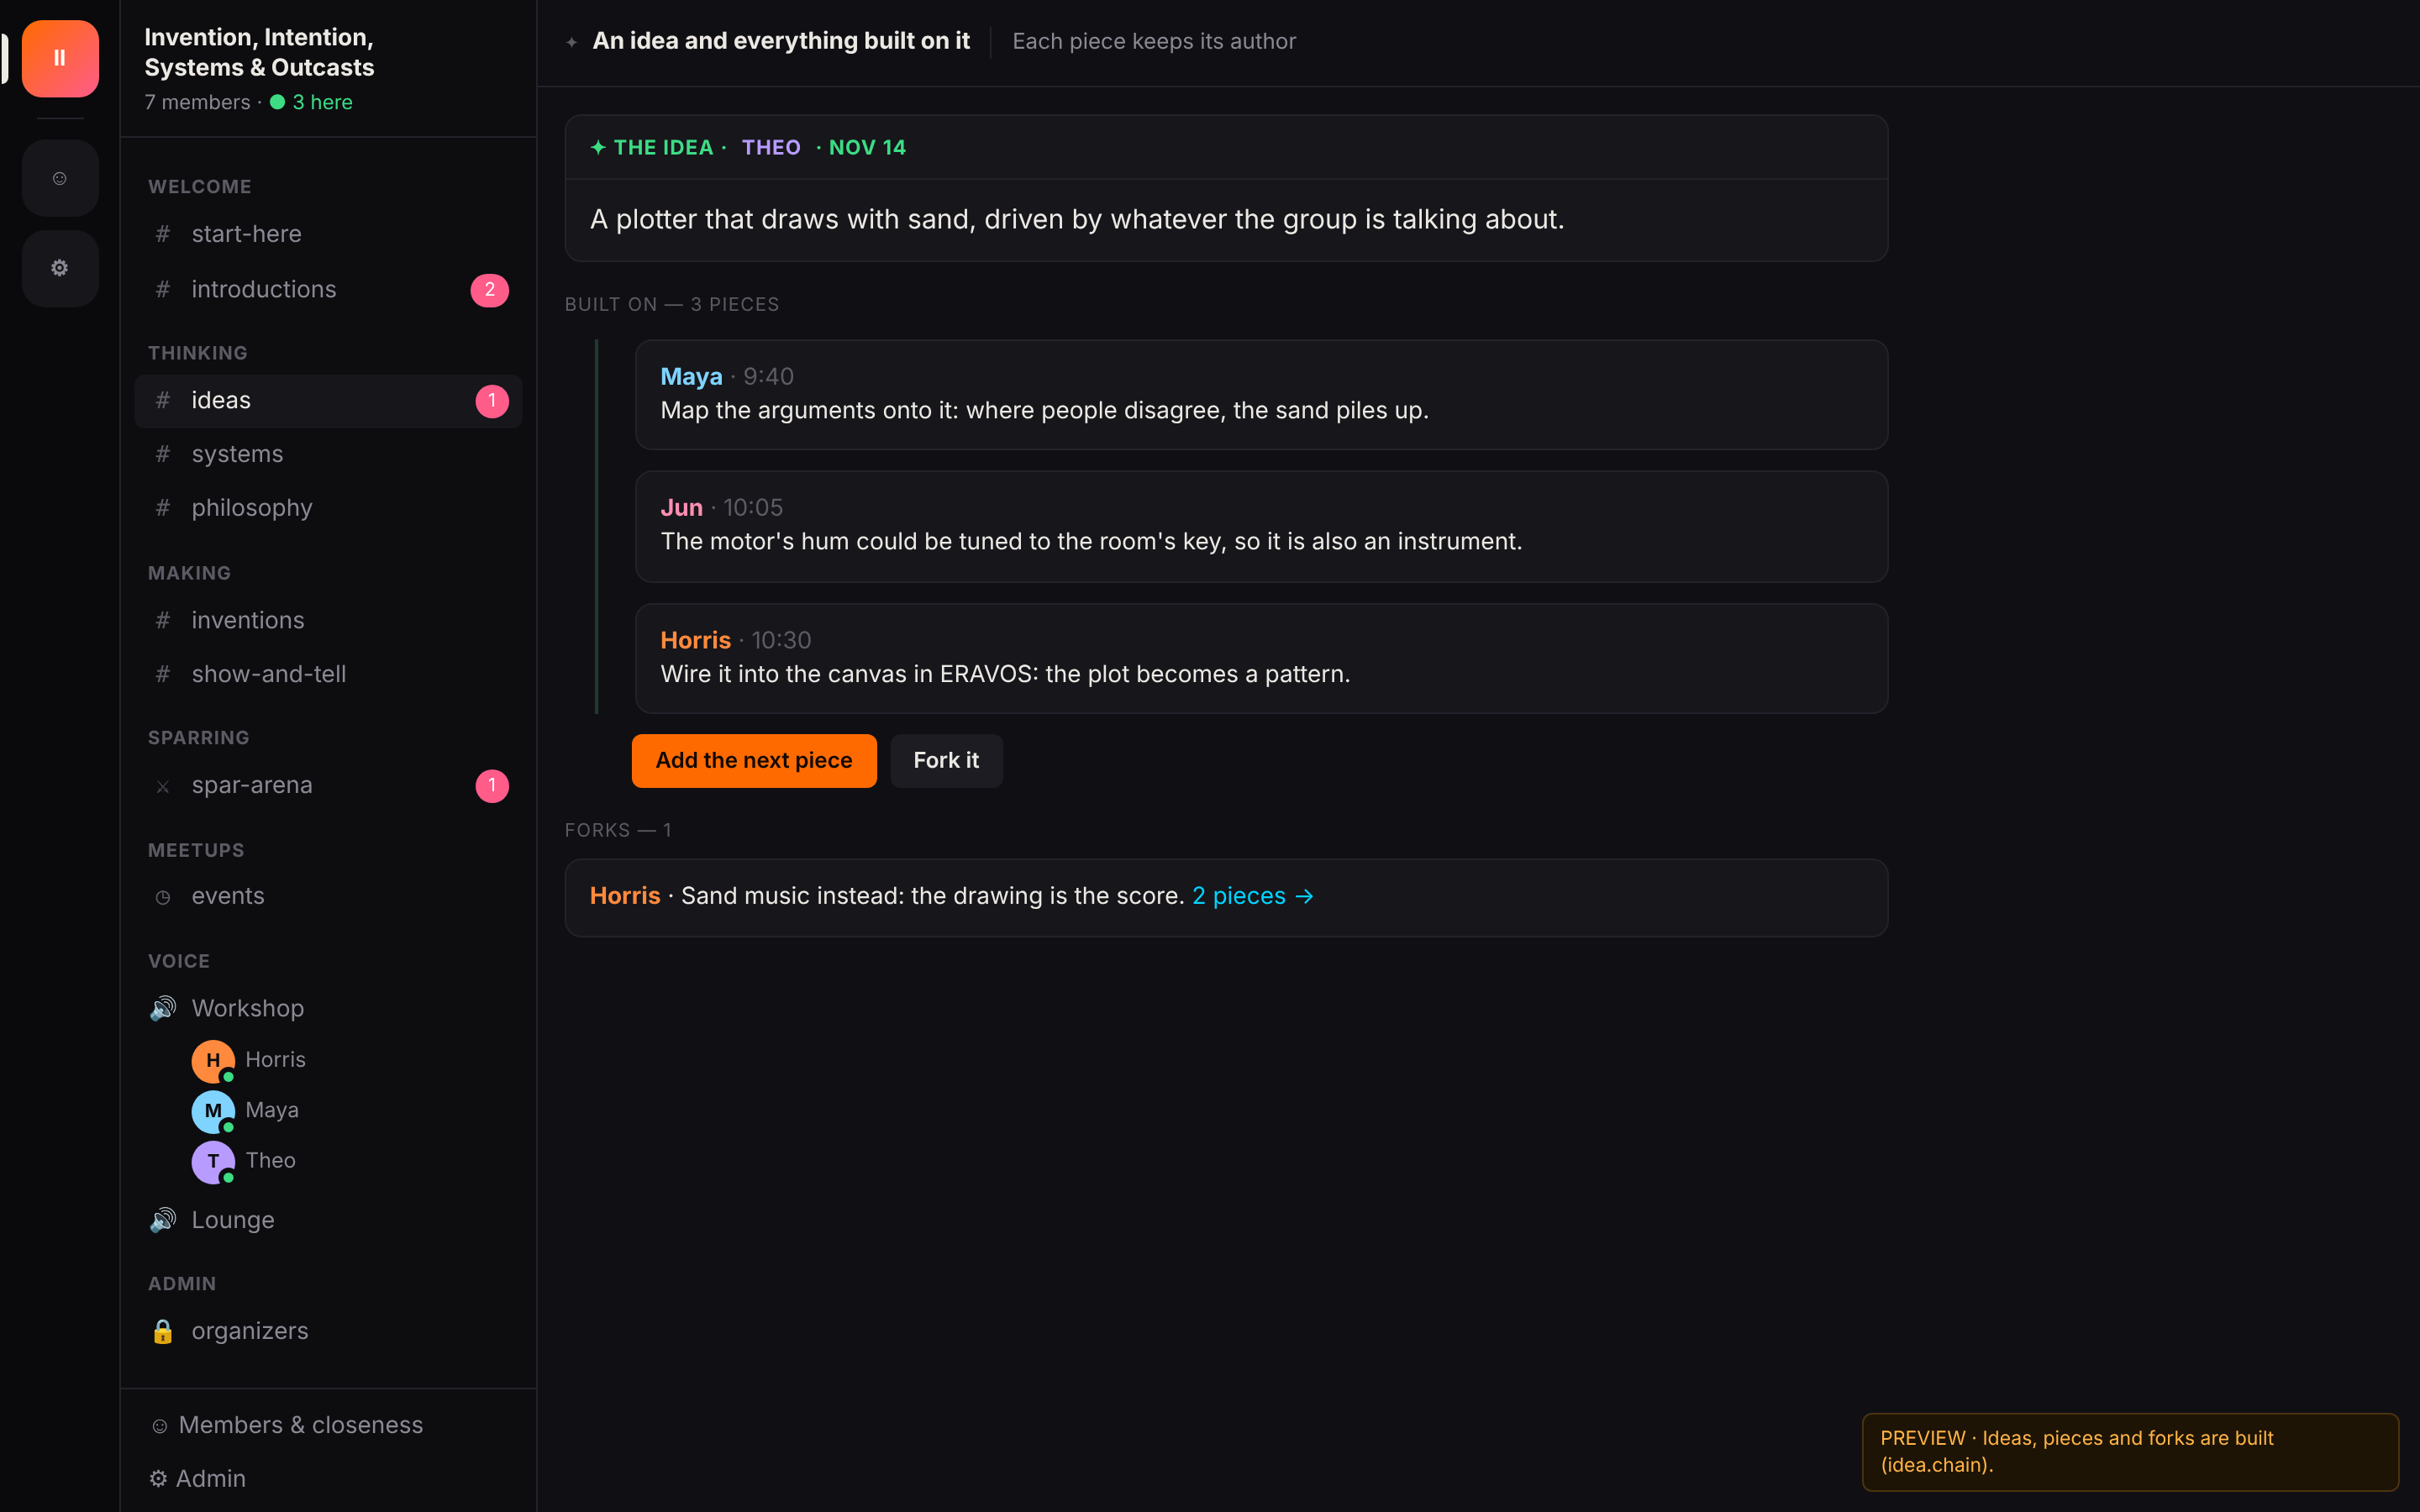 II
Invention, Intention,
Systems & Outcasts
7 members · 3 here
WELCOME
# start-here
# introductions 2
THINKING
# ideas 1
# systems
# philosophy
MAKING
# inventions
# show-and-tell
SPARRING
⚔ spar-arena 1
MEETUPS
◷ events
VOICE
🔊 Workshop
H Horris
M Maya
T Theo
🔊 Lounge
ADMIN
🔒 organizers
☺ Members & closeness
⚙ Admin
✦ An idea and everything built on it Each piece keeps its author
✦ THE IDEA · THEO · NOV 14
A plotter that draws with sand, driven by whatever the group is talking about.
BUILT ON — 3 PIECES
Maya · 9:40
Map the arguments onto it: where people disagree, the sand piles up.
Jun · 10:05
The motor's hum could be tuned to the room's key, so it is also an instrument.
Horris · 10:30
Wire it into the canvas in ERAVOS: the plot becomes a pattern.
Add the next piece Fork it
FORKS — 1
Horris · Sand music instead: the drawing is the score. 2 pieces →
PREVIEW · Ideas, pieces and forks are built
(idea.chain).